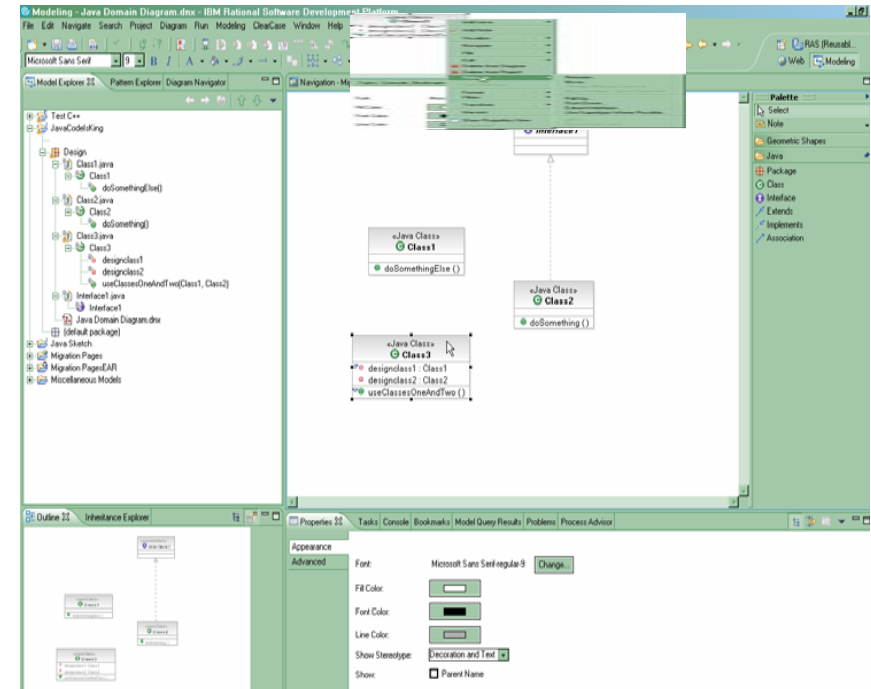 Modeling - Java Domain Diagram.dnx - IBM Rational Software Development Platform
File Edit Navigate Search Project Diagram Run Modeling ClearCase Window Help
RAS (Reusabl...
Microsoft Sans Serif 9 B I A
Web Modeling
Model Explorer Pattern Explorer Diagram Navigator
Navigation - M
Palette
Select
Note
Geometric Shapes
Java
Package
Class
Interface
Extends
Implements
Association
Test C++
JavaCodeIsKing
Design
Class1.java
Class1
doSomethingElse()
Class2.java
Class2
doSomething()
Class3.java
Class3
designclass1
designclass2
useClassesOneAndTwo(Class1, Class2)
Interface1.java
Interface1
Java Domain Diagram.dnx
(default package)
Java Sketch
Migration Pages
Migration PagesEAR
Miscellaneous Models
Interface1
«Java Class»
Class1
doSomethingElse ( )
«Java Class»
Class2
doSomething ( )
«Java Class»
Class3
designclass1 : Class1
designclass2 : Class2
useClassesOneAndTwo ( )
Outline Inheritance Explorer
Interface1
Class1
Class2
Class3
Properties Tasks Console Bookmarks Model Query Results Problems Process Advisor
Appearance
Advanced
Font: Microsoft Sans Serif-regular-9 Change...
Fill Color:
Font Color:
Line Color:
Show Stereotype: Decoration and Text
Show: Parent Name